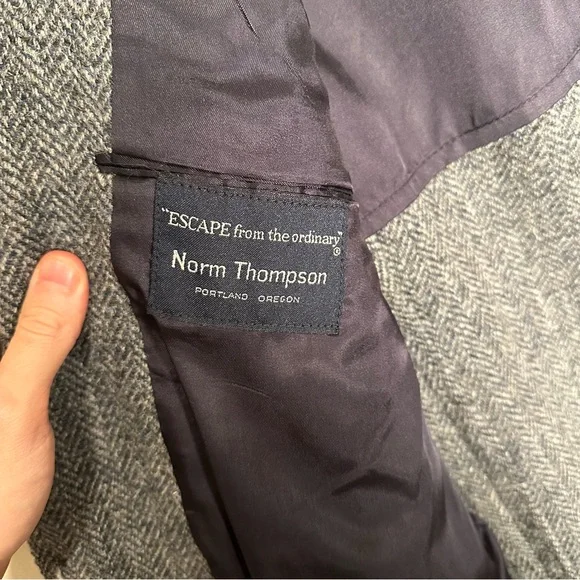 "ESCAPE from the ordinary"
®
Norm Thompson
PORTLAND OREGON